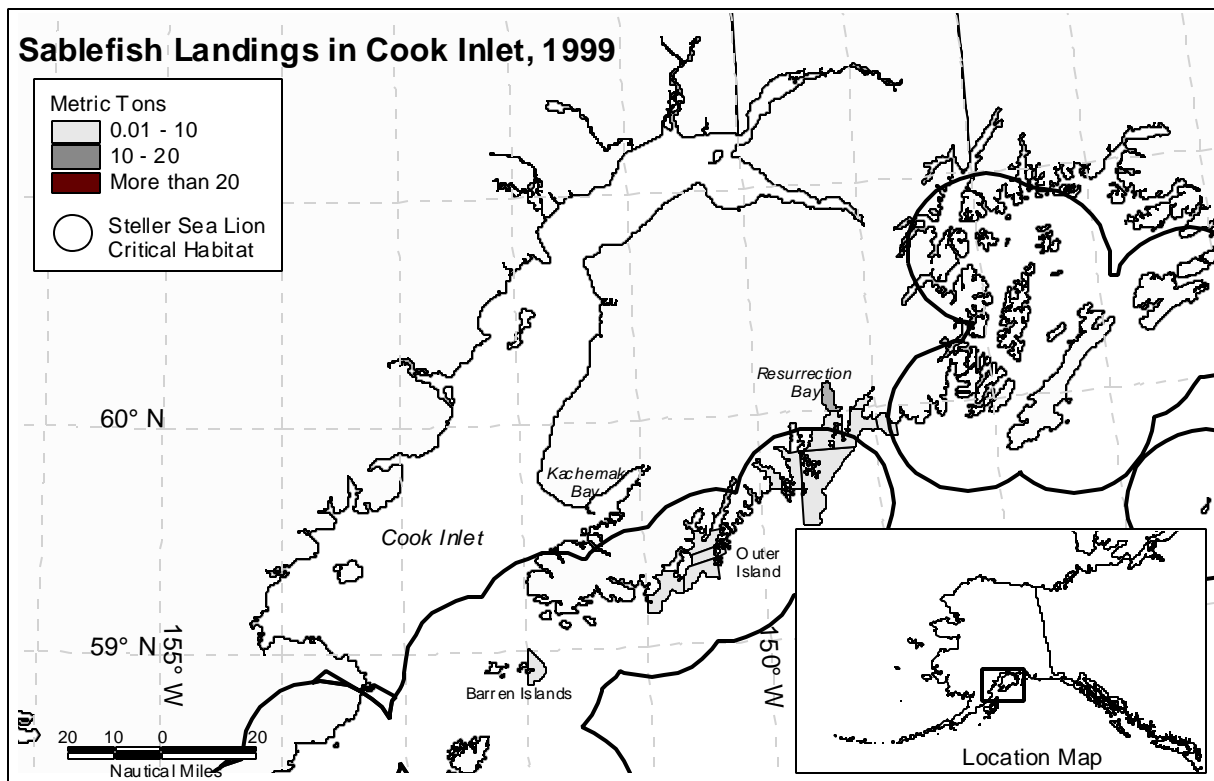 Sablefish Landings in Cook Inlet, 1999
Metric Tons
0.01 - 10
10 - 20
More than 20
Steller Sea Lion
Critical Habitat
Resurrection
Bay
60° N
Kachemak
Bay
Cook Inlet
Outer
Island
59° N
155° W
150° W
Barren Islands
20 10 0 20
Nautical Miles
Location Map